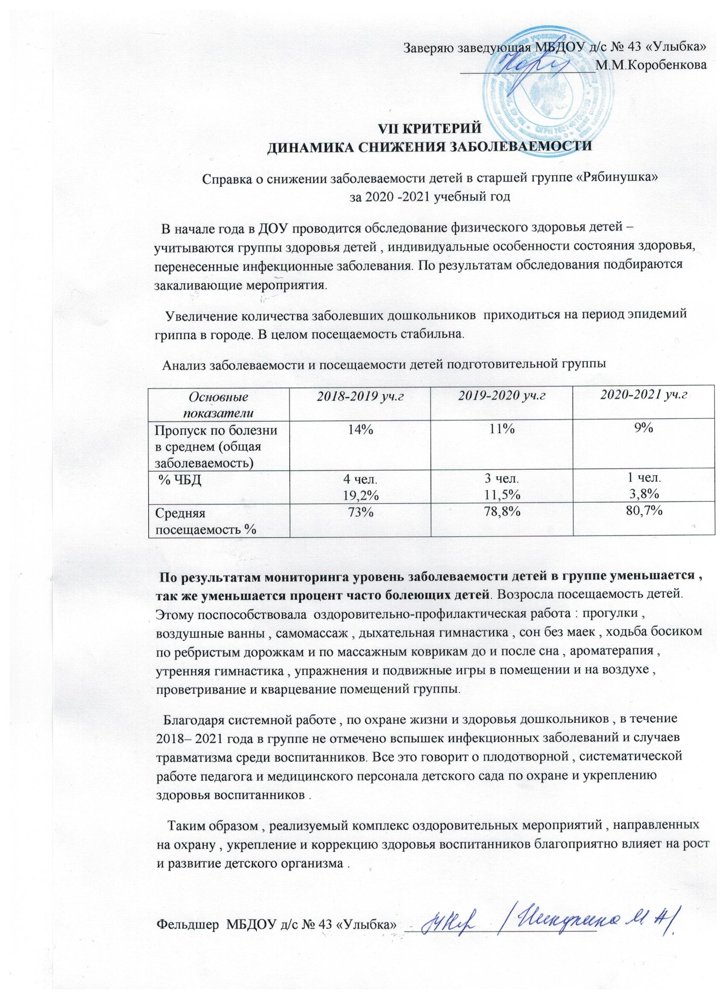 Заверяю заведующая МБДОУ д/с № 43 «Улыбка»
М.М.Коробенкова
VII КРИТЕРИЙ
ДИНАМИКА СНИЖЕНИЯ ЗАБОЛЕВАЕМОСТИ
Справка о снижении заболеваемости детей в старшей группе «Рябинушка»
за 2020 -2021 учебный год
В начале года в ДОУ проводится обследование физического здоровья детей –
учитываются группы здоровья детей , индивидуальные особенности состояния здоровья,
перенесенные инфекционные заболевания. По результатам обследования подбираются
закаливающие мероприятия.
Увеличение количества заболевших дошкольников приходиться на период эпидемий
гриппа в городе. В целом посещаемость стабильна.
Анализ заболеваемости и посещаемости детей подготовительной группы
Основные показатели 2018-2019 уч.г 2019-2020 уч.г 2020-2021 уч.г
Пропуск по болезни в среднем (общая заболеваемость) 14% 11% 9%
% ЧБД 4 чел. 19,2% 3 чел. 11,5% 1 чел. 3,8%
Средняя посещаемость % 73% 78,8% 80,7%
По результатам мониторинга уровень заболеваемости детей в группе уменьшается ,
так же уменьшается процент часто болеющих детей. Возросла посещаемость детей.
Этому поспособствовала оздоровительно-профилактическая работа : прогулки ,
воздушные ванны , самомассаж , дыхательная гимнастика , сон без маек , ходьба босиком
по ребристым дорожкам и по массажным коврикам до и после сна , ароматерапия ,
утренняя гимнастика , упражнения и подвижные игры в помещении и на воздухе ,
проветривание и кварцевание помещений группы.
Благодаря системной работе , по охране жизни и здоровья дошкольников , в течение
2018– 2021 года в группе не отмечено вспышек инфекционных заболеваний и случаев
травматизма среди воспитанников. Все это говорит о плодотворной , систематической
работе педагога и медицинского персонала детского сада по охране и укреплению
здоровья воспитанников .
Таким образом , реализуемый комплекс оздоровительных мероприятий , направленных
на охрану , укрепление и коррекцию здоровья воспитанников благоприятно влияет на рост
и развитие детского организма .
Фельдшер МБДОУ д/с № 43 «Улыбка»